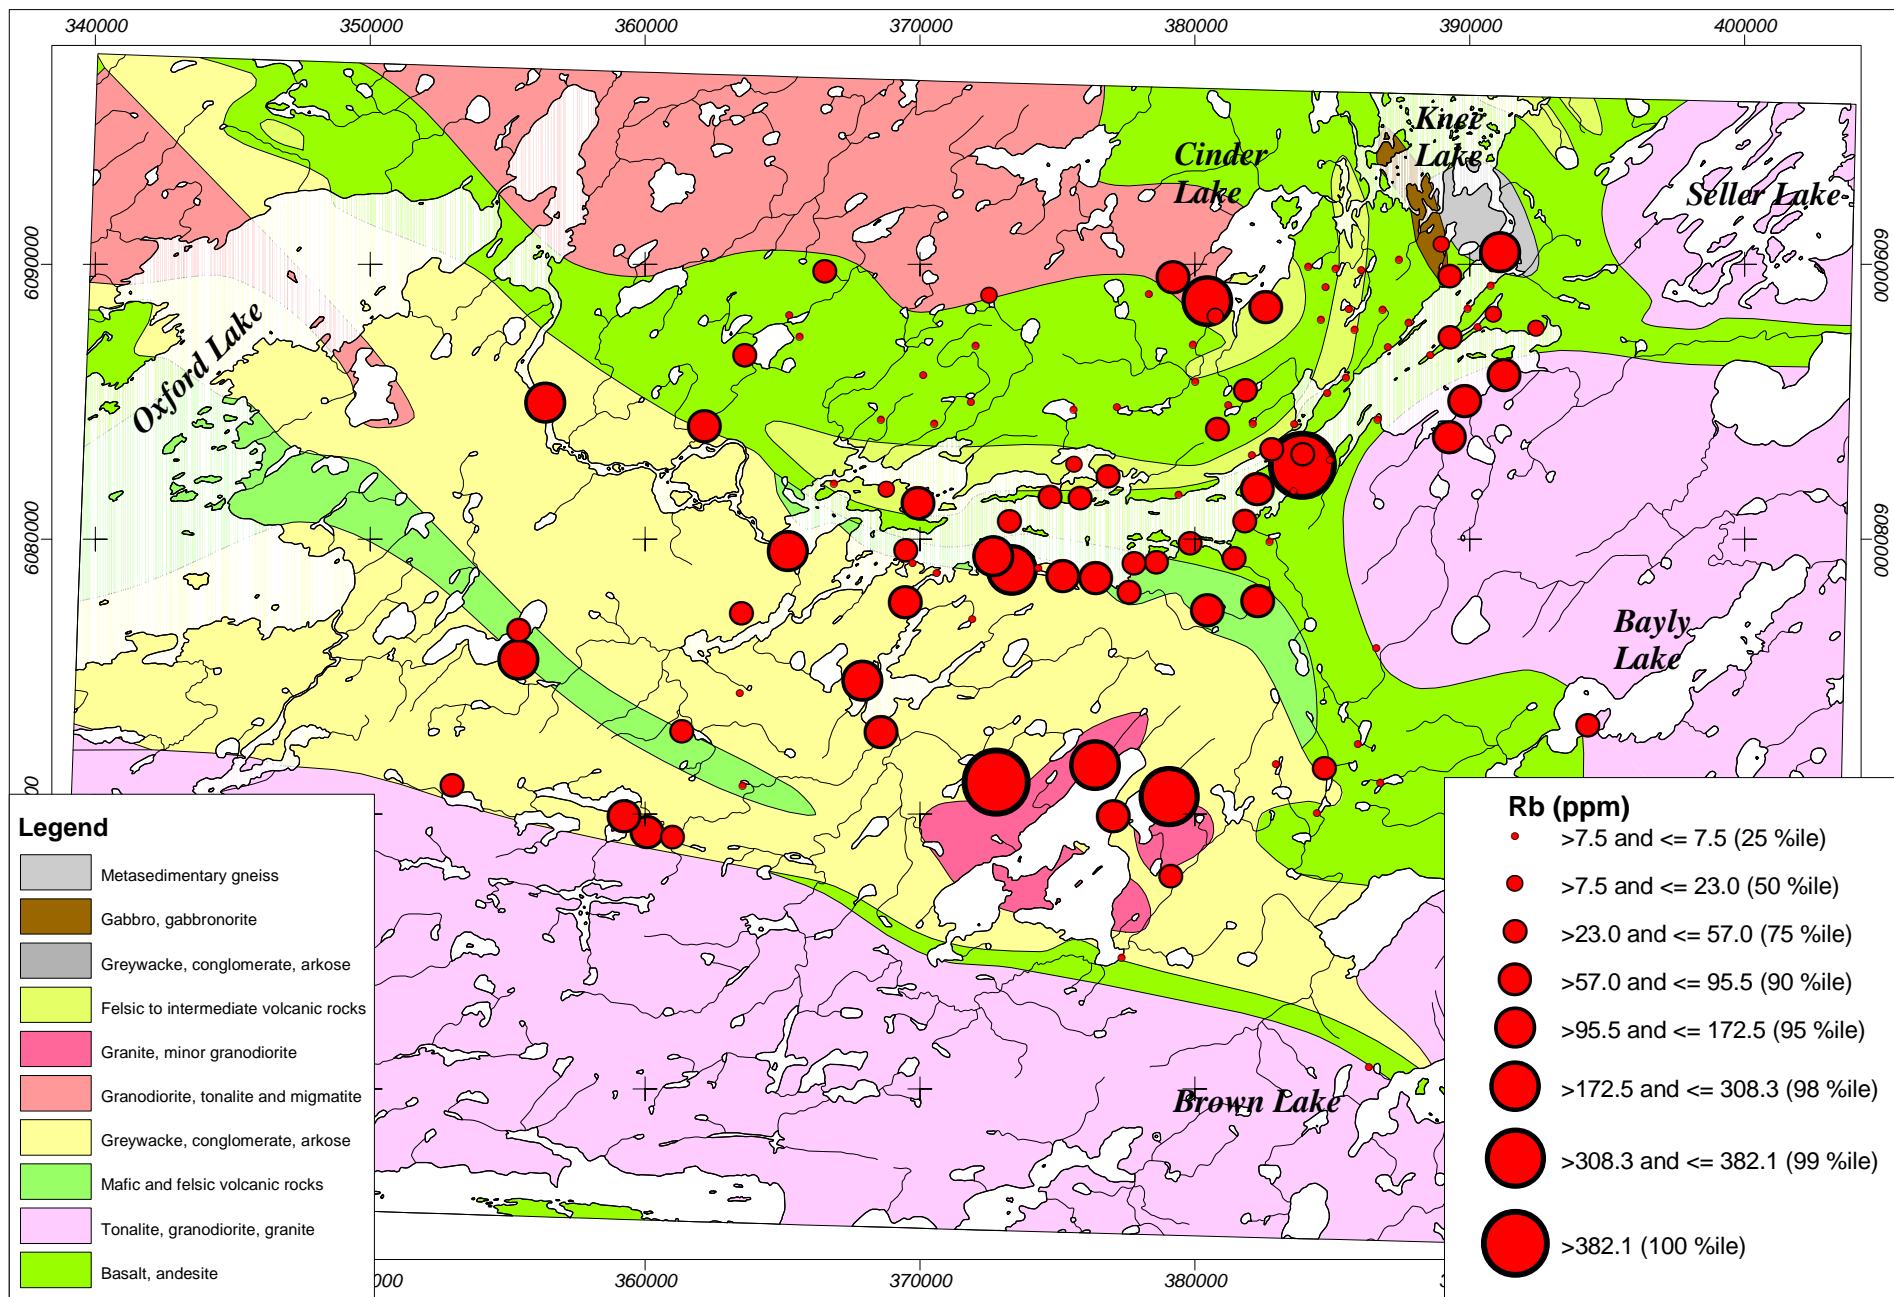 340000 350000 360000 370000 380000 390000 400000
Knee
Lake
Cinder
Lake
Seller Lake
6090000
6090000
Oxford Lake
6080000
6080000
Bayly
Lake
00
Brown Lake
Legend
Metasedimentary gneiss
Gabbro, gabbronorite
Greywacke, conglomerate, arkose
Felsic to intermediate volcanic rocks
Granite, minor granodiorite
Granodiorite, tonalite and migmatite
Greywacke, conglomerate, arkose
Mafic and felsic volcanic rocks
Tonalite, granodiorite, granite
Basalt, andesite
Rb (ppm)
>7.5 and <= 7.5 (25 %ile)
>7.5 and <= 23.0 (50 %ile)
>23.0 and <= 57.0 (75 %ile)
>57.0 and <= 95.5 (90 %ile)
>95.5 and <= 172.5 (95 %ile)
>172.5 and <= 308.3 (98 %ile)
>308.3 and <= 382.1 (99 %ile)
>382.1 (100 %ile)
0000 360000 370000 380000